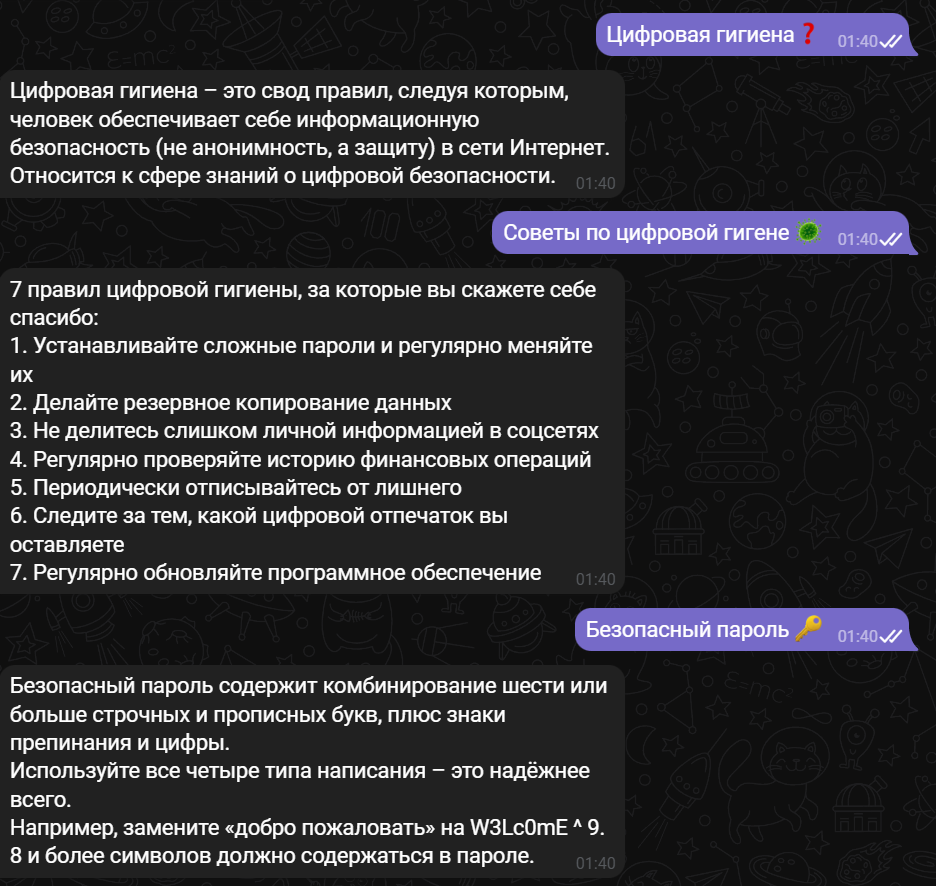 Цифровая гигиена❓ 01:40
Цифровая гигиена – это свод правил, следуя которым,
человек обеспечивает себе информационную
безопасность (не анонимность, а защиту) в сети Интернет.
Относится к сфере знаний о цифровой безопасности. 01:40
Советы по цифровой гигене 🦠 01:40
7 правил цифровой гигиены, за которые вы скажете себе
спасибо:
1. Устанавливайте сложные пароли и регулярно меняйте
их
2. Делайте резервное копирование данных
3. Не делитесь слишком личной информацией в соцсетях
4. Регулярно проверяйте историю финансовых операций
5. Периодически отписывайтесь от лишнего
6. Следите за тем, какой цифровой отпечаток вы
оставляете
7. Регулярно обновляйте программное обеспечение 01:40
Безопасный пароль 🔑 01:40
Безопасный пароль содержит комбинирование шести или
больше строчных и прописных букв, плюс знаки
препинания и цифры.
Используйте все четыре типа написания – это надёжнее
всего.
Например, замените «добро пожаловать» на W3Lc0mE ^ 9.
8 и более символов должно содержаться в пароле. 01:40